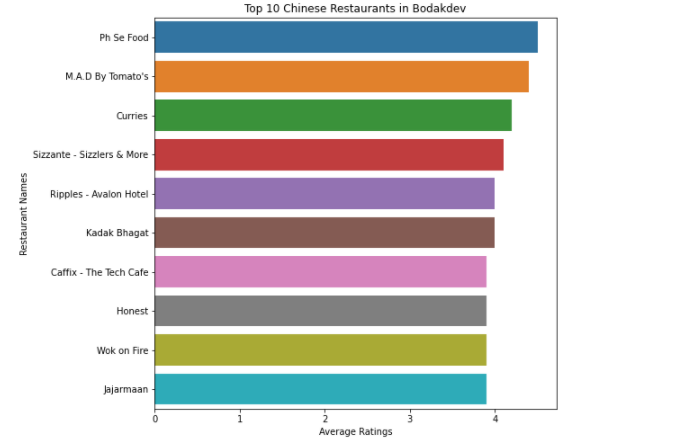 Top 10 Chinese Restaurants in Bodakdev
Restaurant Names
Ph Se Food
M.A.D By Tomato's
Curries
Sizzante - Sizzlers & More
Ripples - Avalon Hotel
Kadak Bhagat
Caffix - The Tech Cafe
Honest
Wok on Fire
Jajarmaan
0 1 2 3 4
Average Ratings